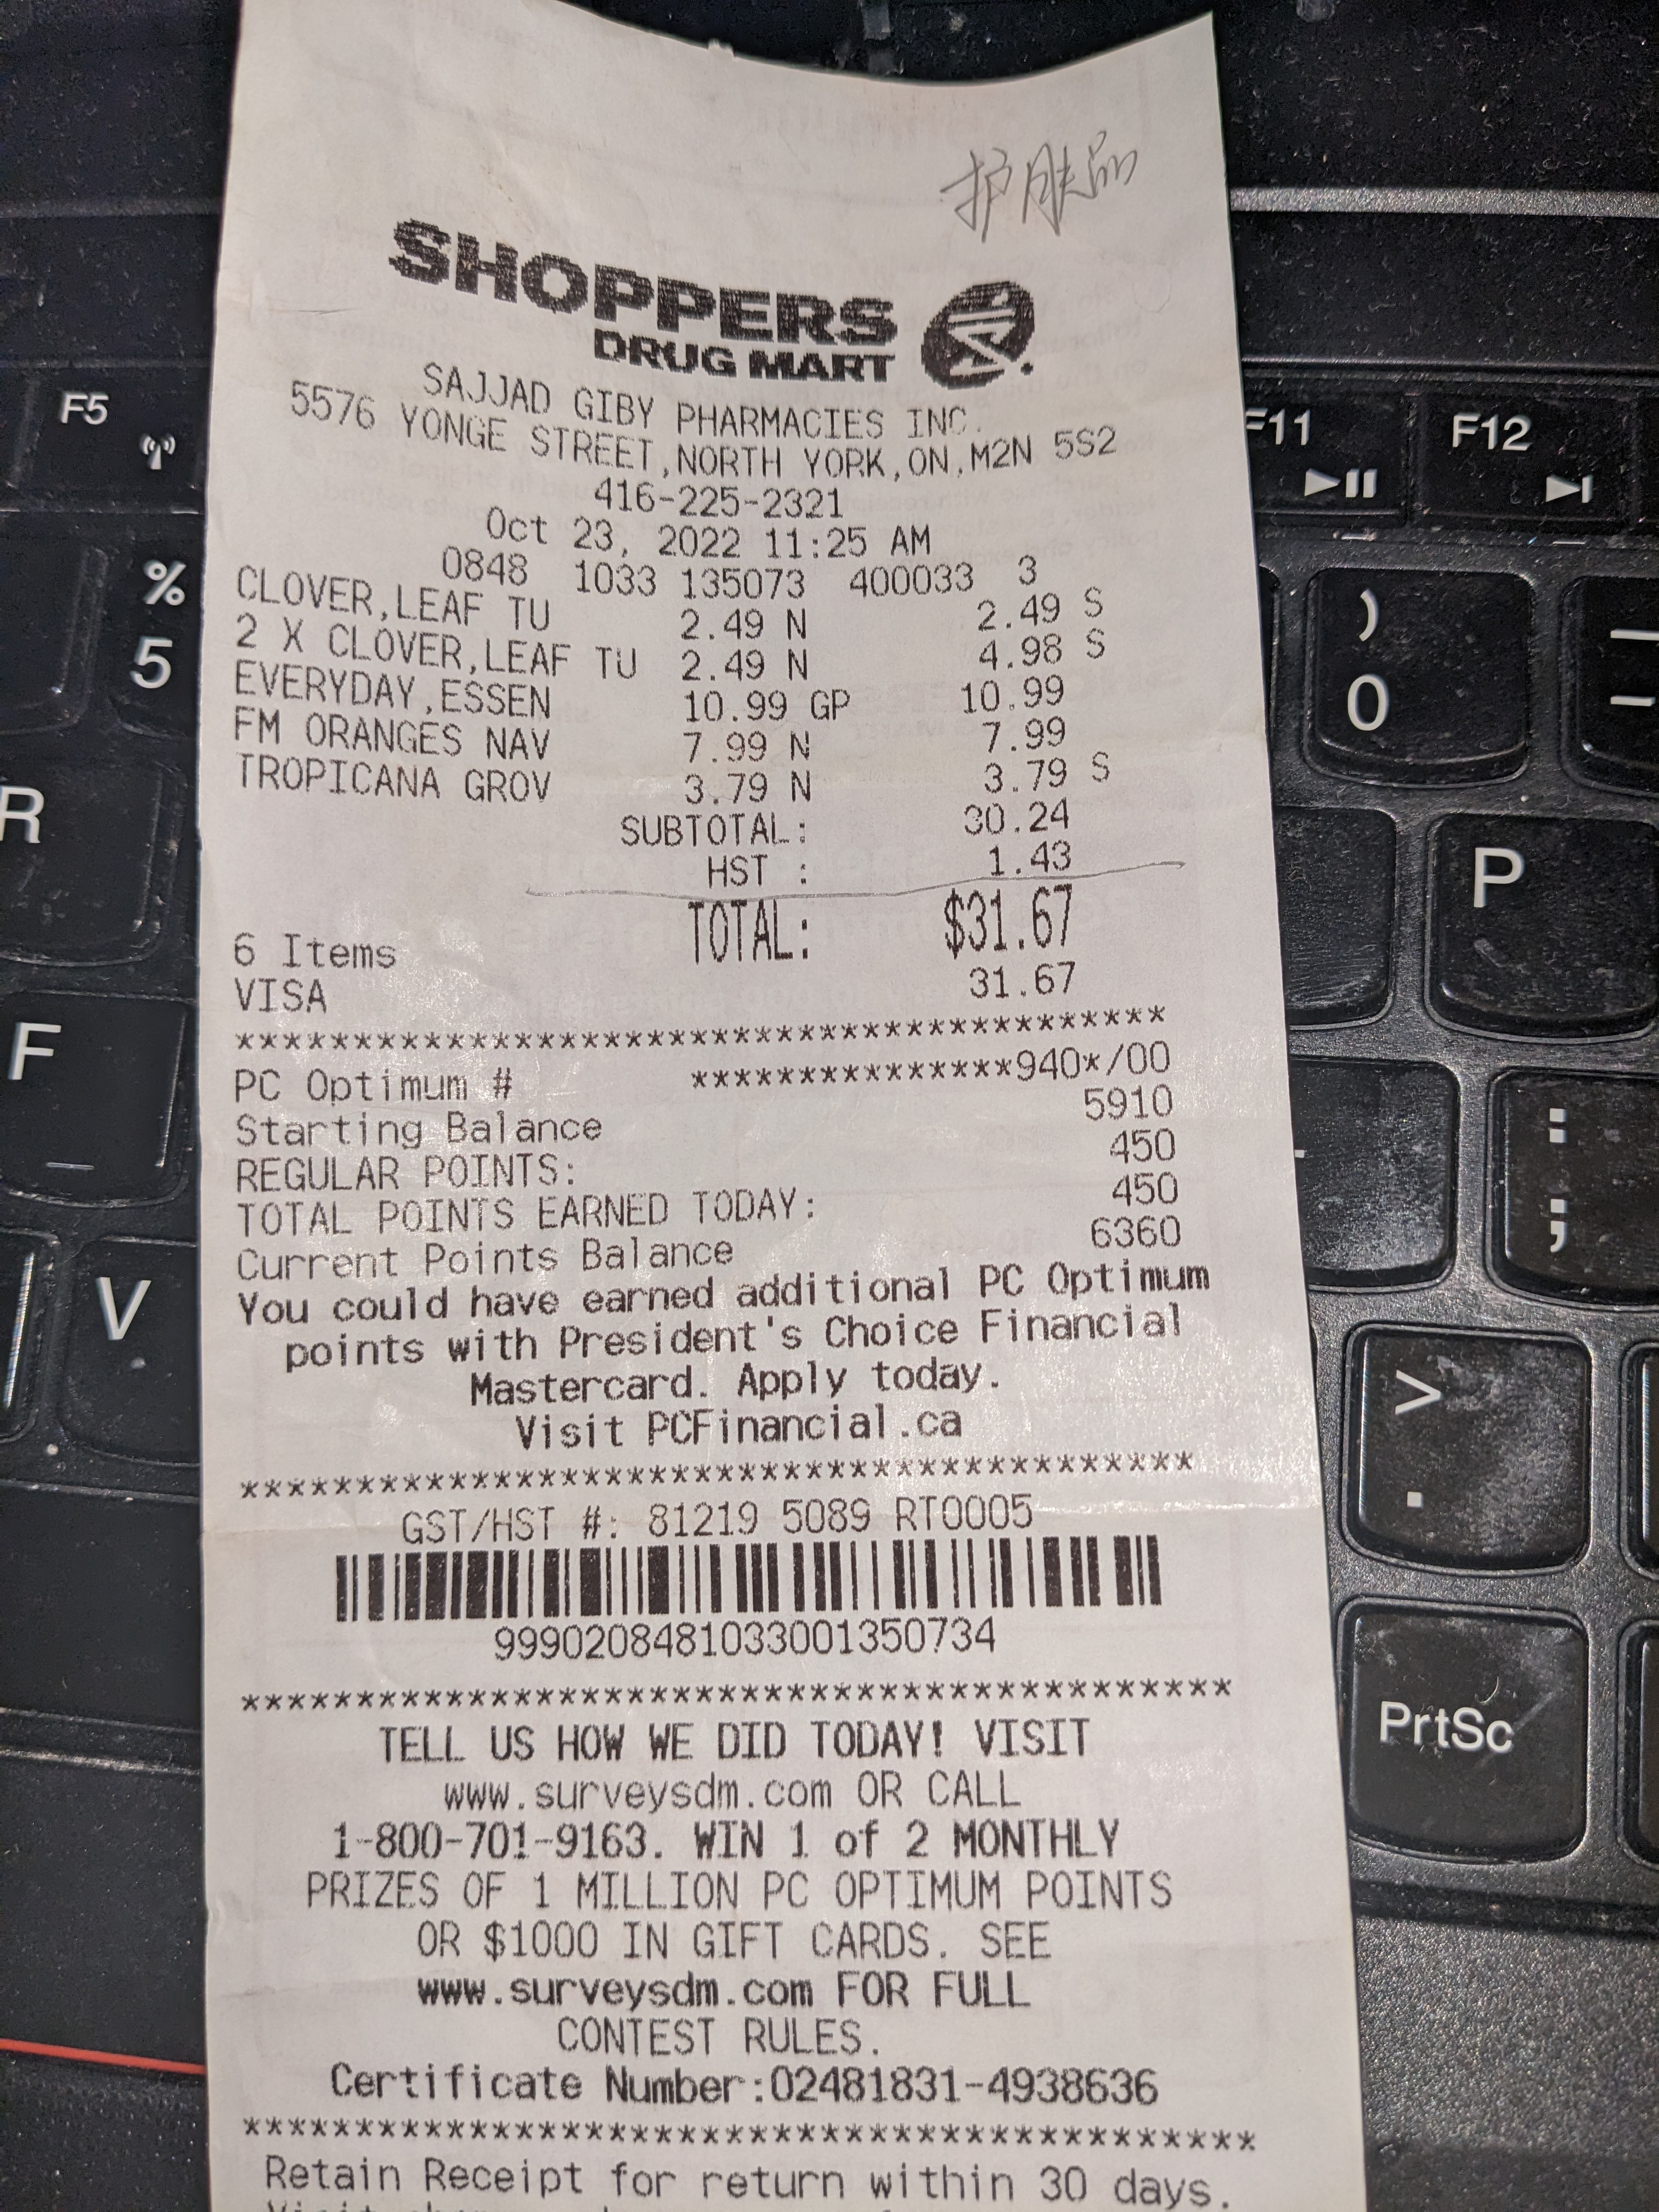 护肤品
SHOPPERS
DRUG MART
SAJJAD GIBY PHARMACIES INC.
5576 YONGE STREET,NORTH YORK,ON,M2N 5S2
416-225-2321
Oct 23, 2022 11:25 AM
0848 1033 135073 400033 3
CLOVER,LEAF TU 2.49 N 2.49 S
2 X CLOVER,LEAF TU 2.49 N 4.98 S
EVERYDAY,ESSEN 10.99 GP 10.99
FM ORANGES NAV 7.99 N 7.99
TROPICANA GROV 3.79 N 3.79 S
SUBTOTAL: 30.24
HST : 1.43
TOTAL: $31.67
6 Items
VISA 31.67
****************************************
PC Optimum # **************940*/00
Starting Balance 5910
REGULAR POINTS: 450
TOTAL POINTS EARNED TODAY: 450
Current Points Balance 6360
You could have earned additional PC Optimum
points with President's Choice Financial
Mastercard. Apply today.
Visit PCFinancial.ca
****************************************
GST/HST #: 81219 5089 RT0005
9990208481033001350734
****************************************
TELL US HOW WE DID TODAY! VISIT
www.surveysdm.com OR CALL
1-800-701-9163. WIN 1 of 2 MONTHLY
PRIZES OF 1 MILLION PC OPTIMUM POINTS
OR $1000 IN GIFT CARDS. SEE
www.surveysdm.com FOR FULL
CONTEST RULES.
Certificate Number:02481831-4938636
****************************************
Retain Receipt for return within 30 days.
F5
%
5
R
F
V
F11
F12
)
0
P
:
;
>
.
PrtSc